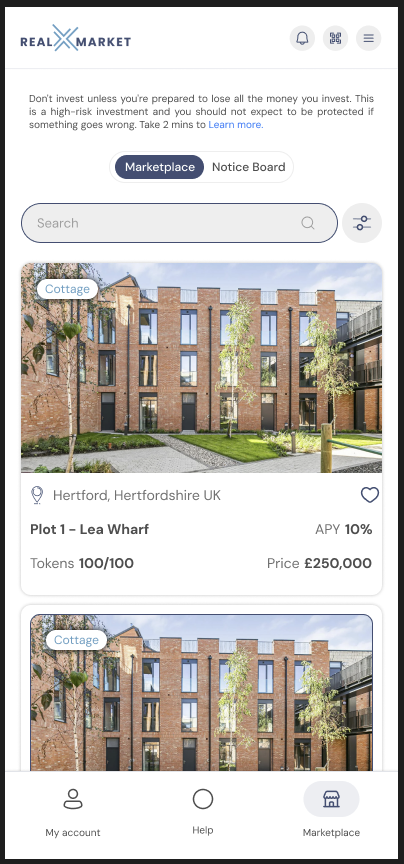 REAL MARKET
Don't invest unless you're prepared to lose all the money you invest. This
is a high-risk investment and you should not expect to be protected if
something goes wrong. Take 2 mins to Learn more.
Marketplace Notice Board
Search
Cottage
Hertford, Hertfordshire UK
Plot 1 - Lea Wharf APY 10%
Tokens 100/100 Price £250,000
Cottage
My account Help Marketplace